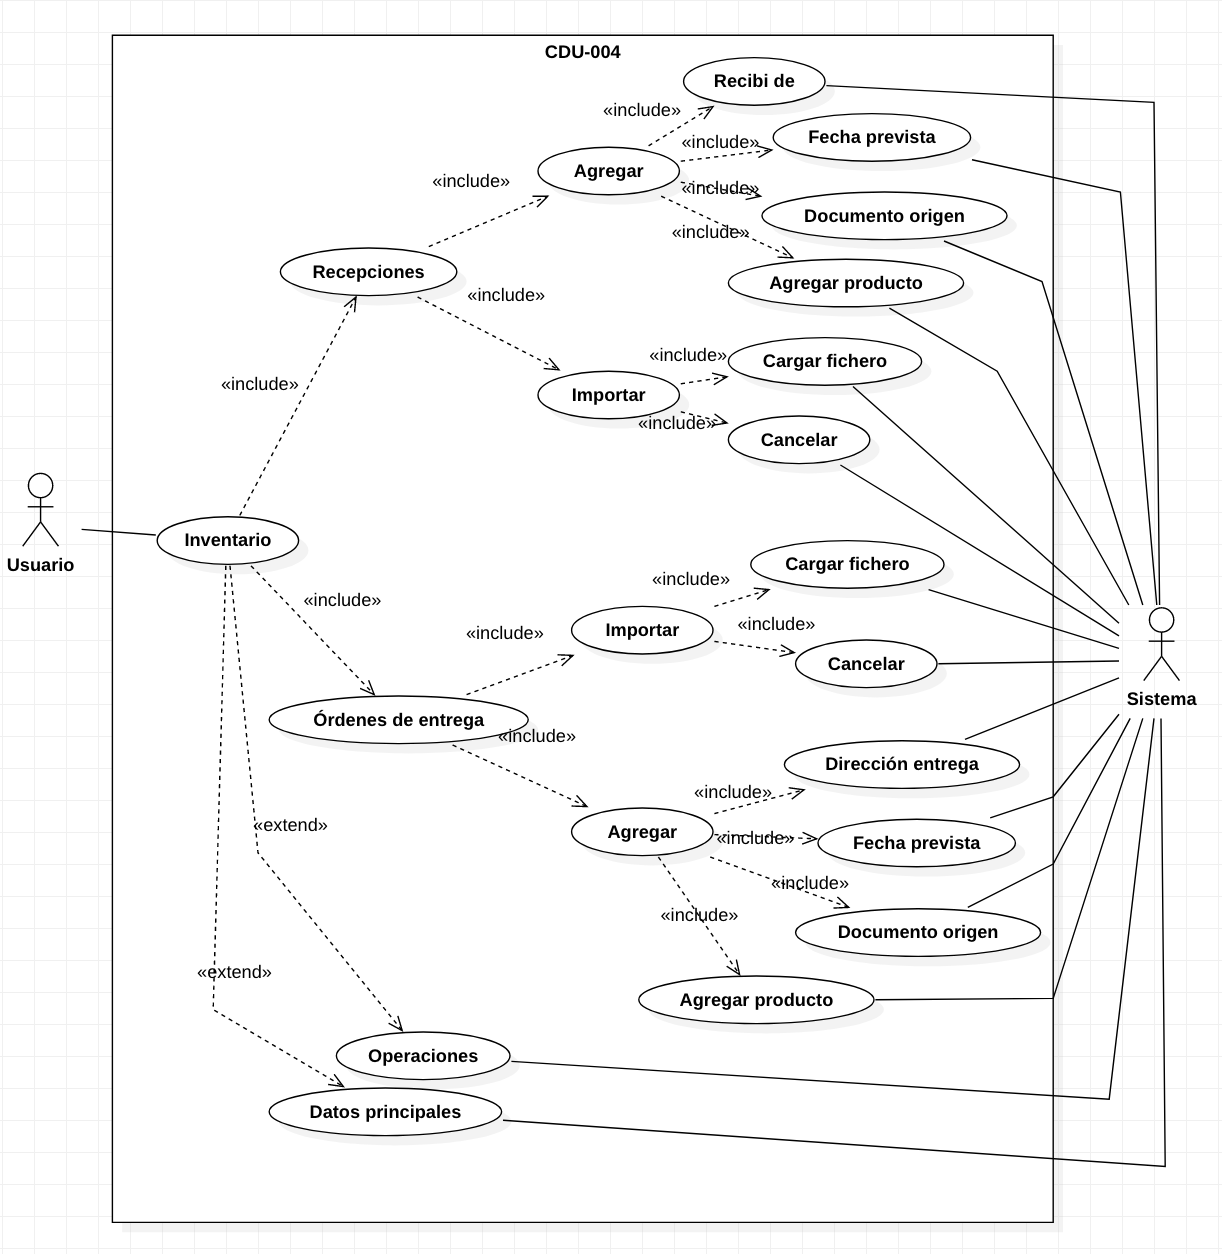 CDU-004
Recibi de
«include»
Fecha prevista
«include»
Agregar
«include»
«include»
Documento origen
«include»
Recepciones
Agregar producto
«include»
«include»
Cargar fichero
«include»
Importar
«include»
Cancelar
Inventario
Usuario
Cargar fichero
«include»
«include»
«include»
Importar
«include»
Cancelar
Sistema
Órdenes de entrega
«include»
Dirección entrega
«include»
«extend»
Agregar
«include»
Fecha prevista
«include»
«include»
Documento origen
«extend»
Agregar producto
Operaciones
Datos principales